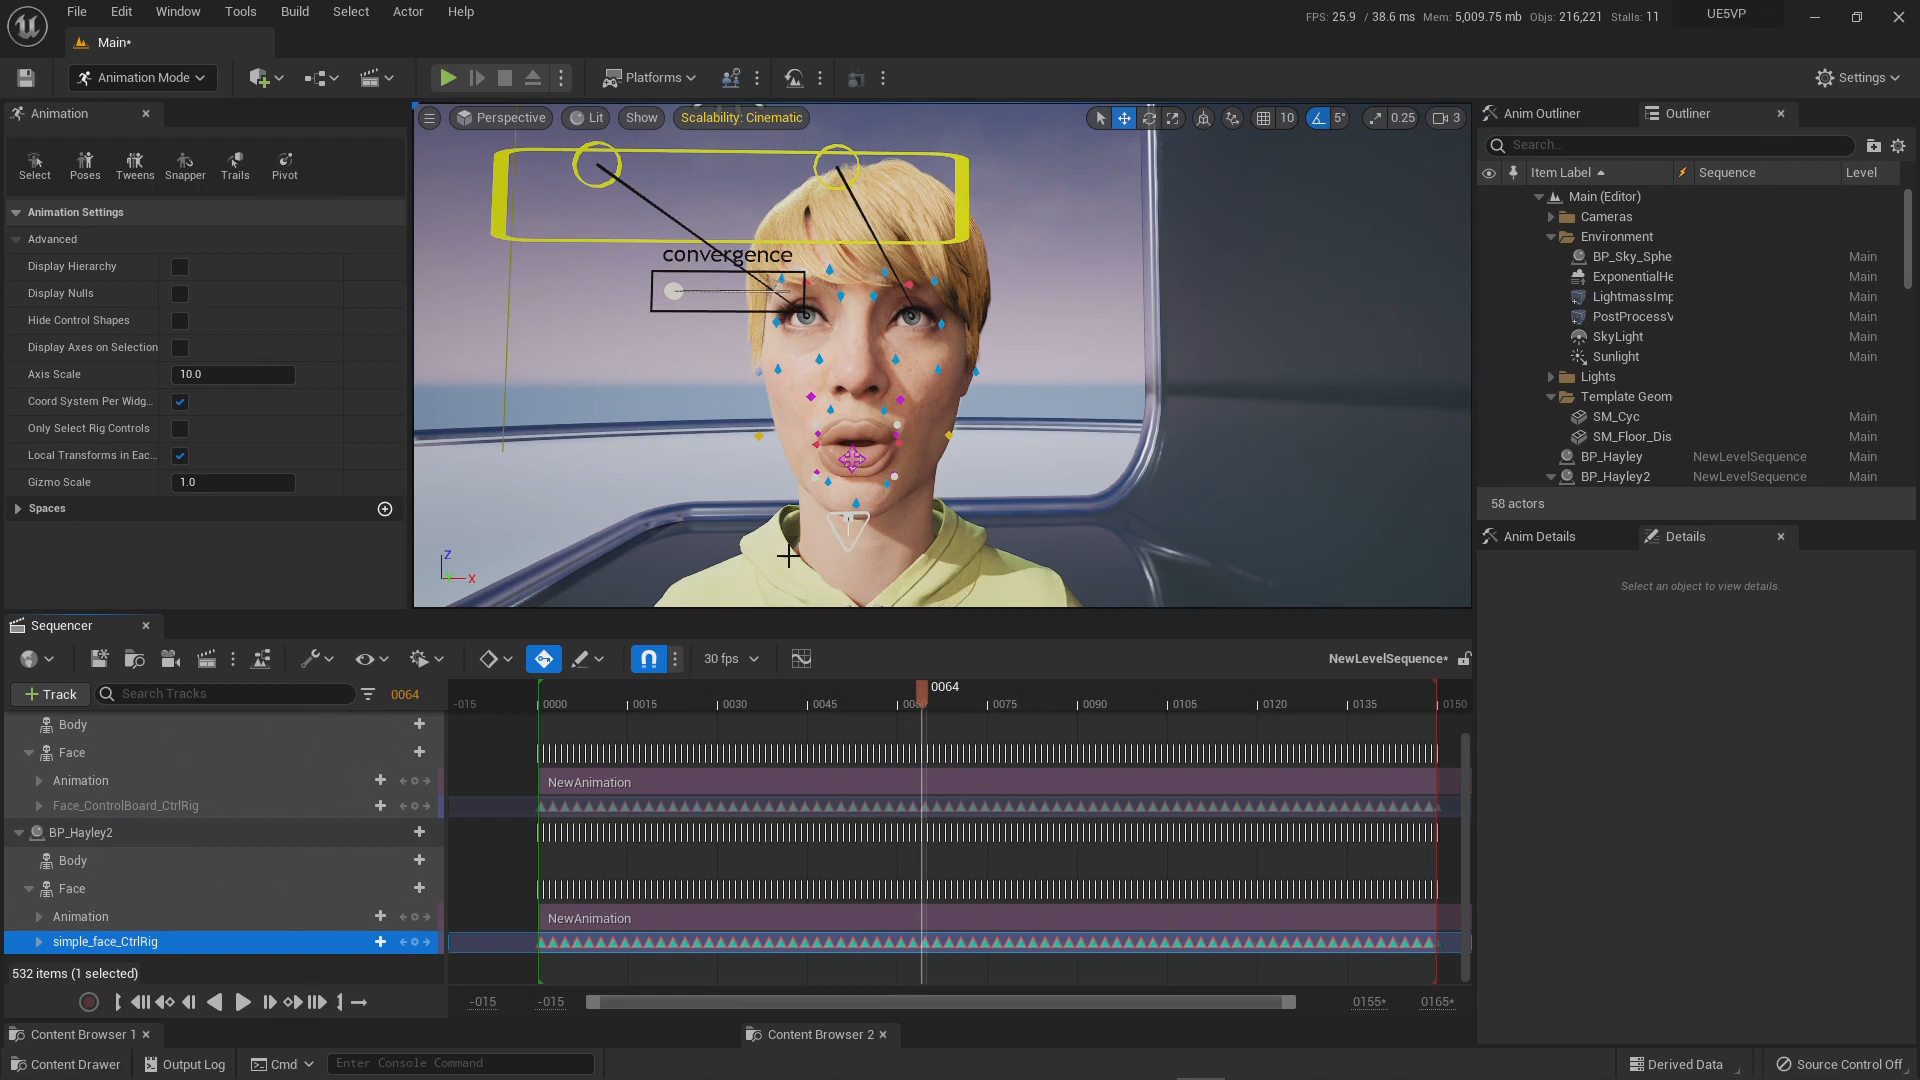 File Edit Window Tools Build Select Actor Help
FPS: 25.9 / 38.6 ms Mem: 5,009.75 mb Objs: 216,221 Stalls: 11
UE5VP
Main*
Animation Mode
Platforms
Settings
Animation
Select Poses Tweens Snapper Trails Pivot
Animation Settings
Advanced
Display Hierarchy
Display Nulls
Hide Control Shapes
Display Axes on Selection
Axis Scale 10.0
Coord System Per Widg...
Only Select Rig Controls
Local Transforms in Eac...
Gizmo Scale 1.0
Spaces
Perspective Lit Show Scalability: Cinematic
10 5° 0.25 3
convergence
Z
X
Anim Outliner Outliner
Search...
Item Label Sequence Level
Main (Editor)
Cameras
Environment
BP_Sky_Sphe Main
ExponentialHe Main
LightmassImp Main
PostProcessV Main
SkyLight Main
Sunlight Main
Lights
Template Geom
SM_Cyc Main
SM_Floor_Dis Main
BP_Hayley NewLevelSequence Main
BP_Hayley2 NewLevelSequence Main
58 actors
Anim Details Details
Select an object to view details.
Sequencer
30 fps
NewLevelSequence*
Track Search Tracks 0064
0064
-015 0000 0015 0030 0045 0075 0090 0105 0120 0135 0150
Body
Face
Animation
NewAnimation
Face_ControlBoard_CtrlRig
BP_Hayley2
Body
Face
Animation
NewAnimation
simple_face_CtrlRig
532 items (1 selected)
-015 -015 0155* 0165*
Content Browser 1 Content Browser 2
Content Drawer Output Log Cmd Enter Console Command
Derived Data Source Control Off